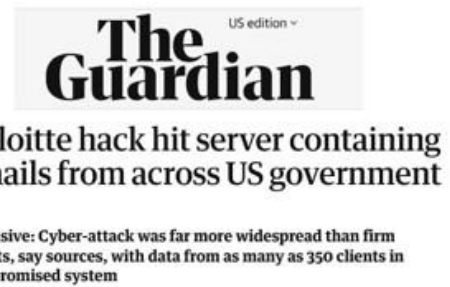 The
Guardian
US edition
loitte hack hit server containing
ails from across US government
sive: Cyber-attack was far more widespread than firm
ts, say sources, with data from as many as 350 clients in
romised system